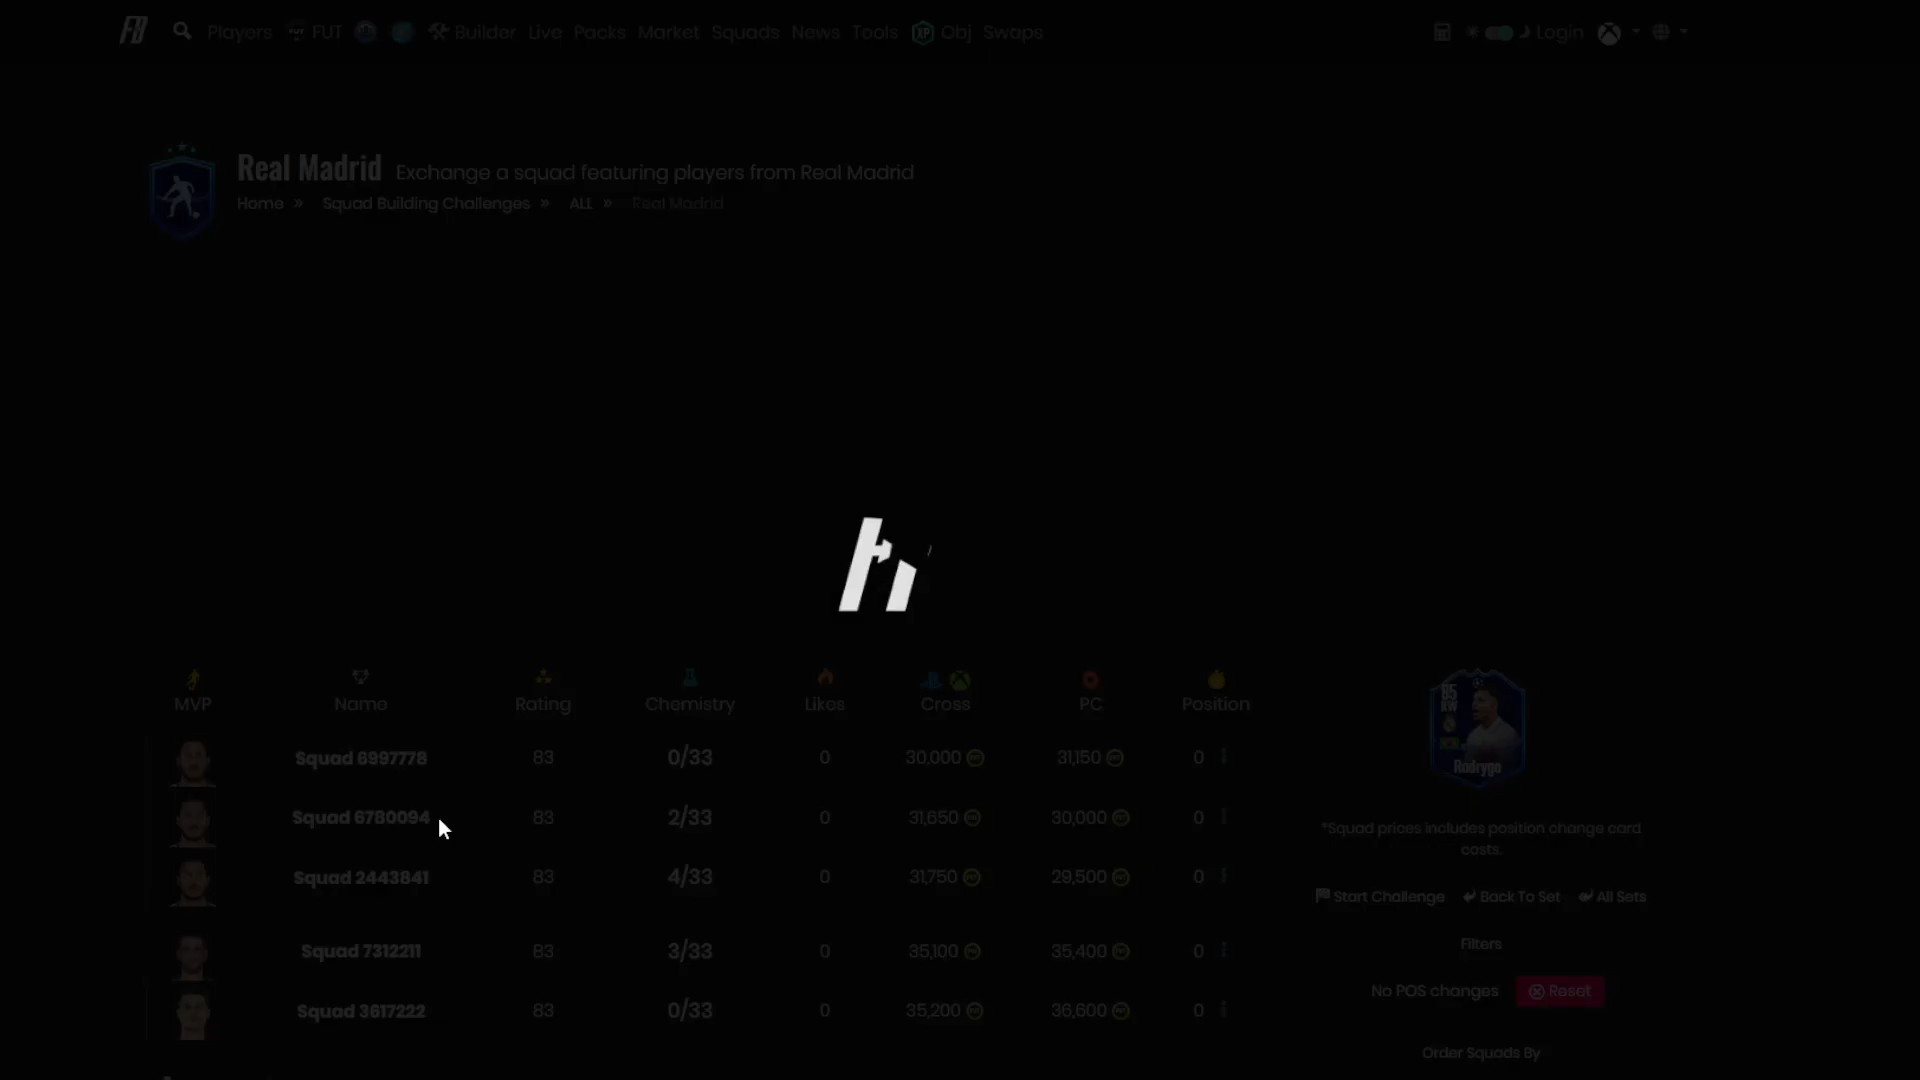 Players FUT Builder Live Packs Market Squads News Tools XP Obj Swaps Login
Real Madrid Exchange a squad featuring players from Real Madrid
Home » Squad Building Challenges » ALL » Real Madrid
MVP Name Rating Chemistry Likes Cross PC Position
Squad 6997778 83 0/33 0 30,000 31,150 0
Squad 6780094 83 2/33 0 31,650 30,000 0
Squad 2443841 83 4/33 0 31,750 29,500 0
Squad 7312211 83 3/33 0 35,100 35,400 0
Squad 3617222 83 0/33 0 35,200 36,600 0
85
RW
Rodrygo
*Squad prices includes position change card
costs.
Start Challenge Back To Set All Sets
Filters
No POS changes Reset
Order Squads By